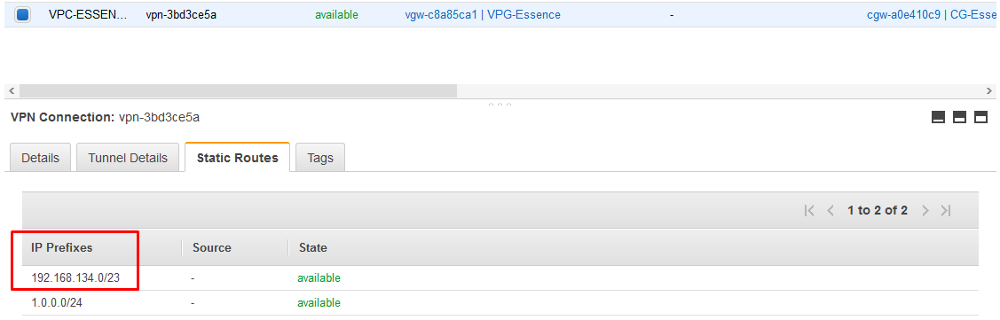 VPC-ESSEN... vpn-3bd3ce5a available vgw-c8a85ca1 | VPG-Essence - cgw-a0e410c9 | CG-Esse
VPN Connection: vpn-3bd3ce5a
Details Tunnel Details Static Routes Tags
1 to 2 of 2
IP Prefixes Source State
192.168.134.0/23 - available
1.0.0.0/24 - available